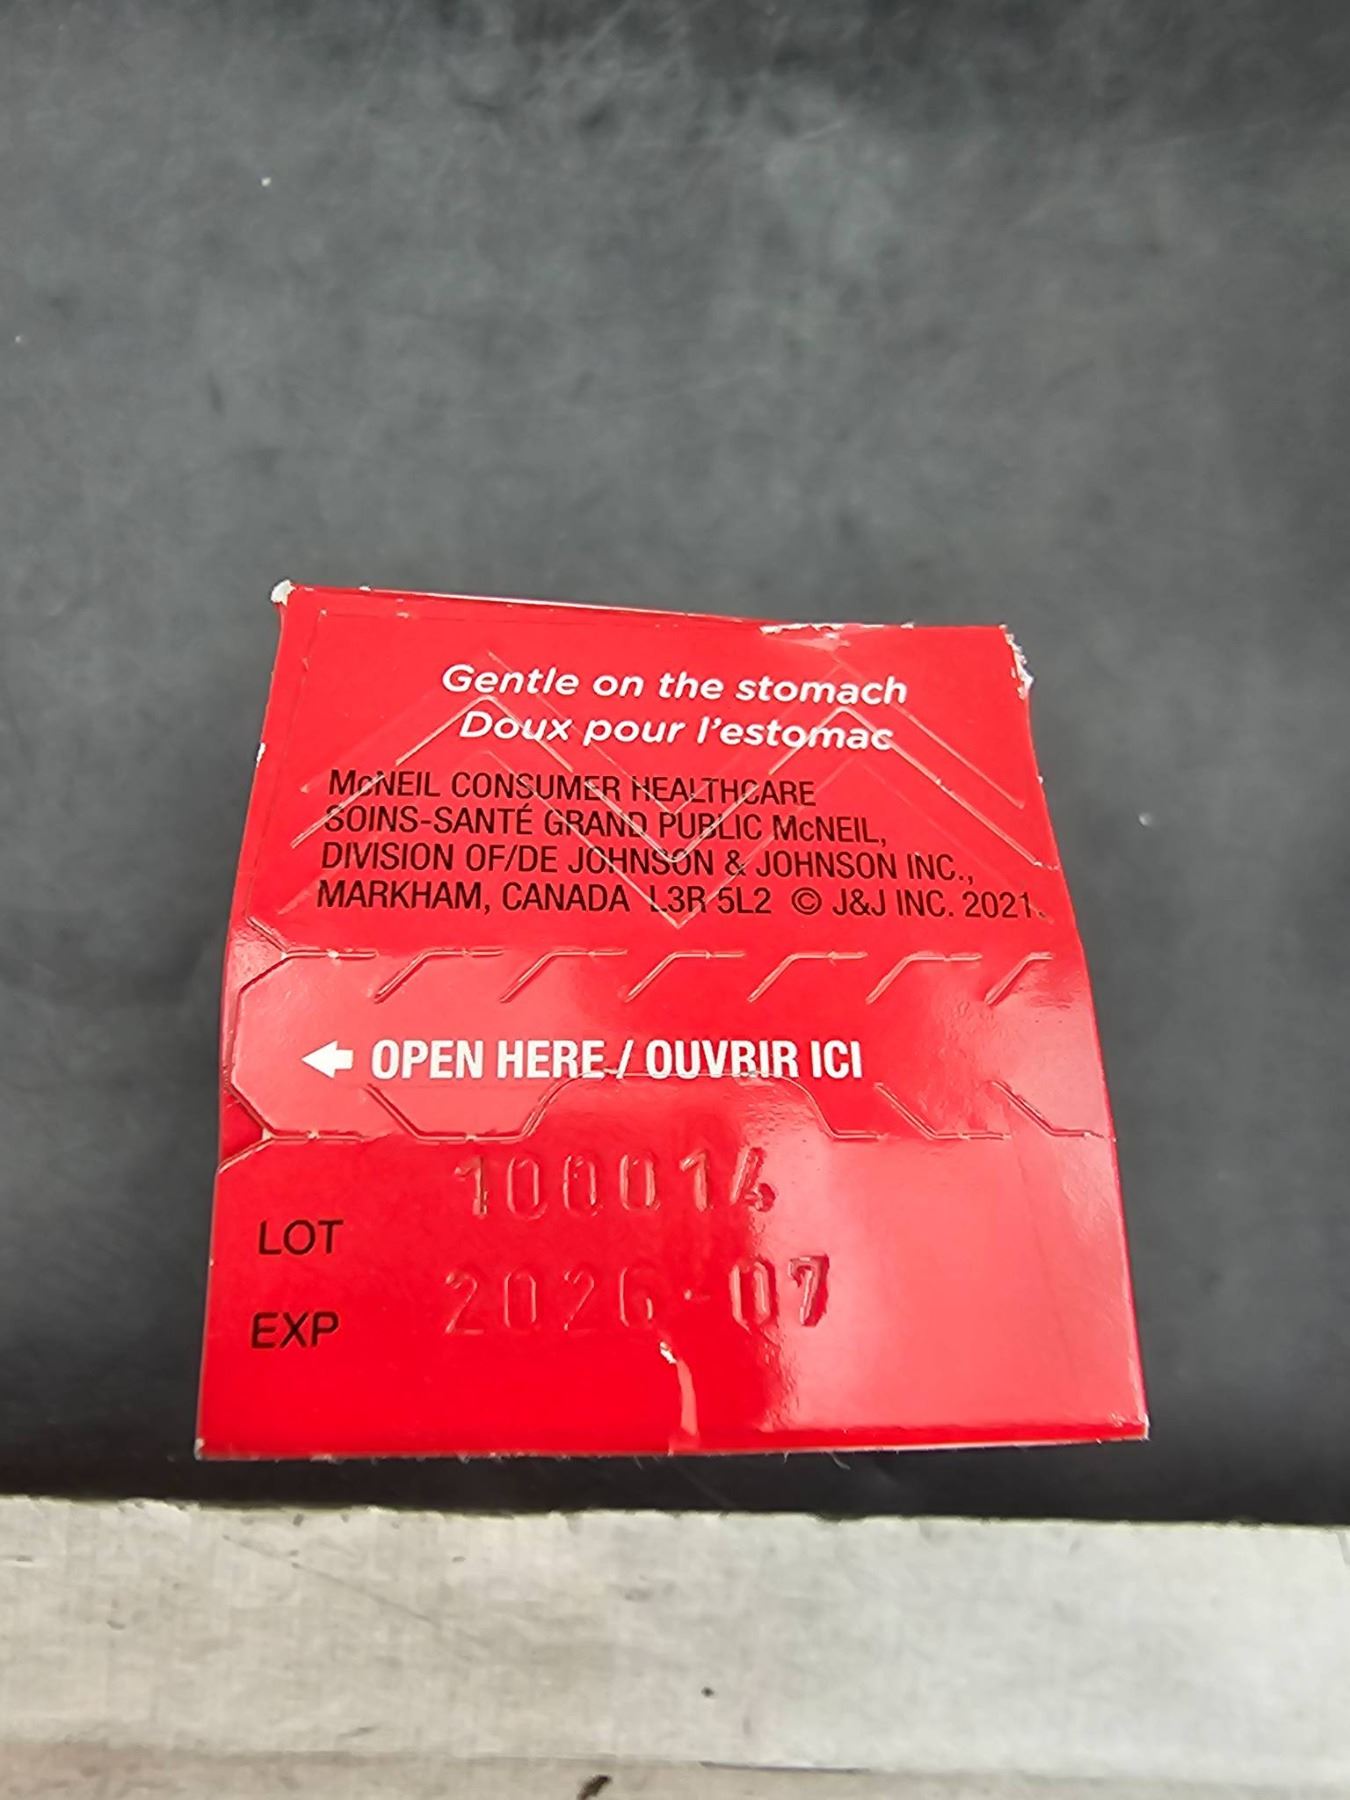 Gentle on the stomach
Doux pour l'estomac
McNEIL CONSUMER HEALTHCARE
SOINS-SANTÉ GRAND PUBLIC McNEIL,
DIVISION OF/DE JOHNSON & JOHNSON INC.,
MARKHAM, CANADA L3R 5L2 © J&J INC. 2021.
OPEN HERE / OUVRIR ICI
LOT 100014
EXP 2026-07